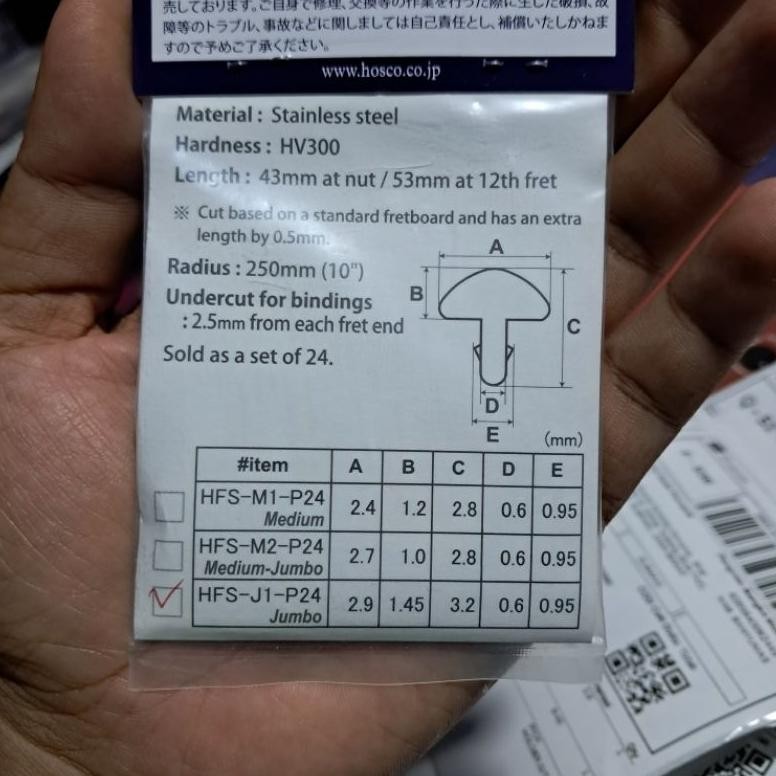 売しております。ご自身で修理、交換等の作業を行った際に生じた破損、故
障等のトラブル、事故などに関しましては自己責任とし、補償いたしかねま
すので予めご了承ください。
www.hosco.co.jp
Material : Stainless steel
Hardness : HV300
Length : 43mm at nut / 53mm at 12th fret
※ Cut based on a standard fretboard and has an extra
length by 0.5mm.
Radius : 250mm (10")
Undercut for bindings
: 2.5mm from each fret end
Sold as a set of 24.
A
B
C
D
E
(mm)
#item A B C D E
HFS-M1-P24 2.4 1.2 2.8 0.6 0.95
Medium
HFS-M2-P24 2.7 1.0 2.8 0.6 0.95
Medium-Jumbo
HFS-J1-P24 2.9 1.45 3.2 0.6 0.95
Jumbo